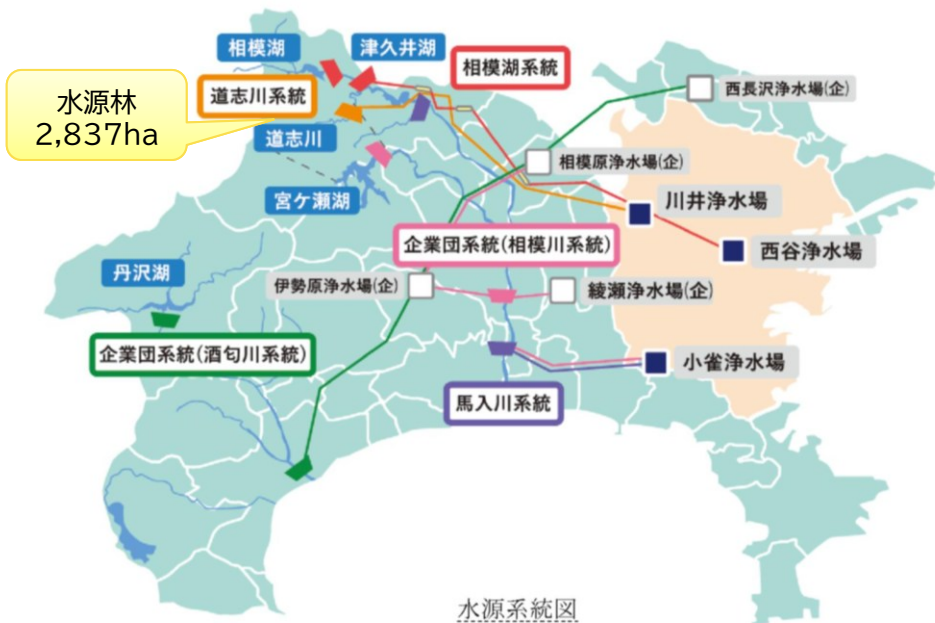 相模湖
津久井湖
相模湖系統
水源林
2,837ha
道志川系統
西長沢浄水場(企)
道志川
相模原浄水場(企)
宮ケ瀬湖
川井浄水場
企業団系統(相模川系統)
西谷浄水場
丹沢湖
伊勢原浄水場(企)
綾瀬浄水場(企)
企業団系統(酒匂川系統)
小雀浄水場
馬入川系統
水源系統図